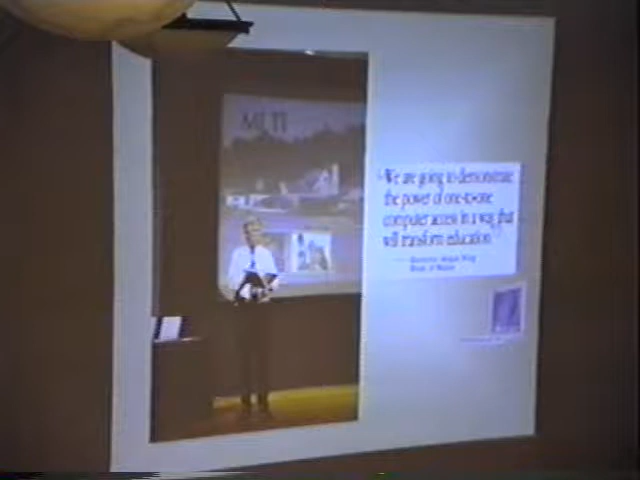 MLTI
"We are going to demonstrate
the power of one-to-one
computer access in a way that
will transform education."